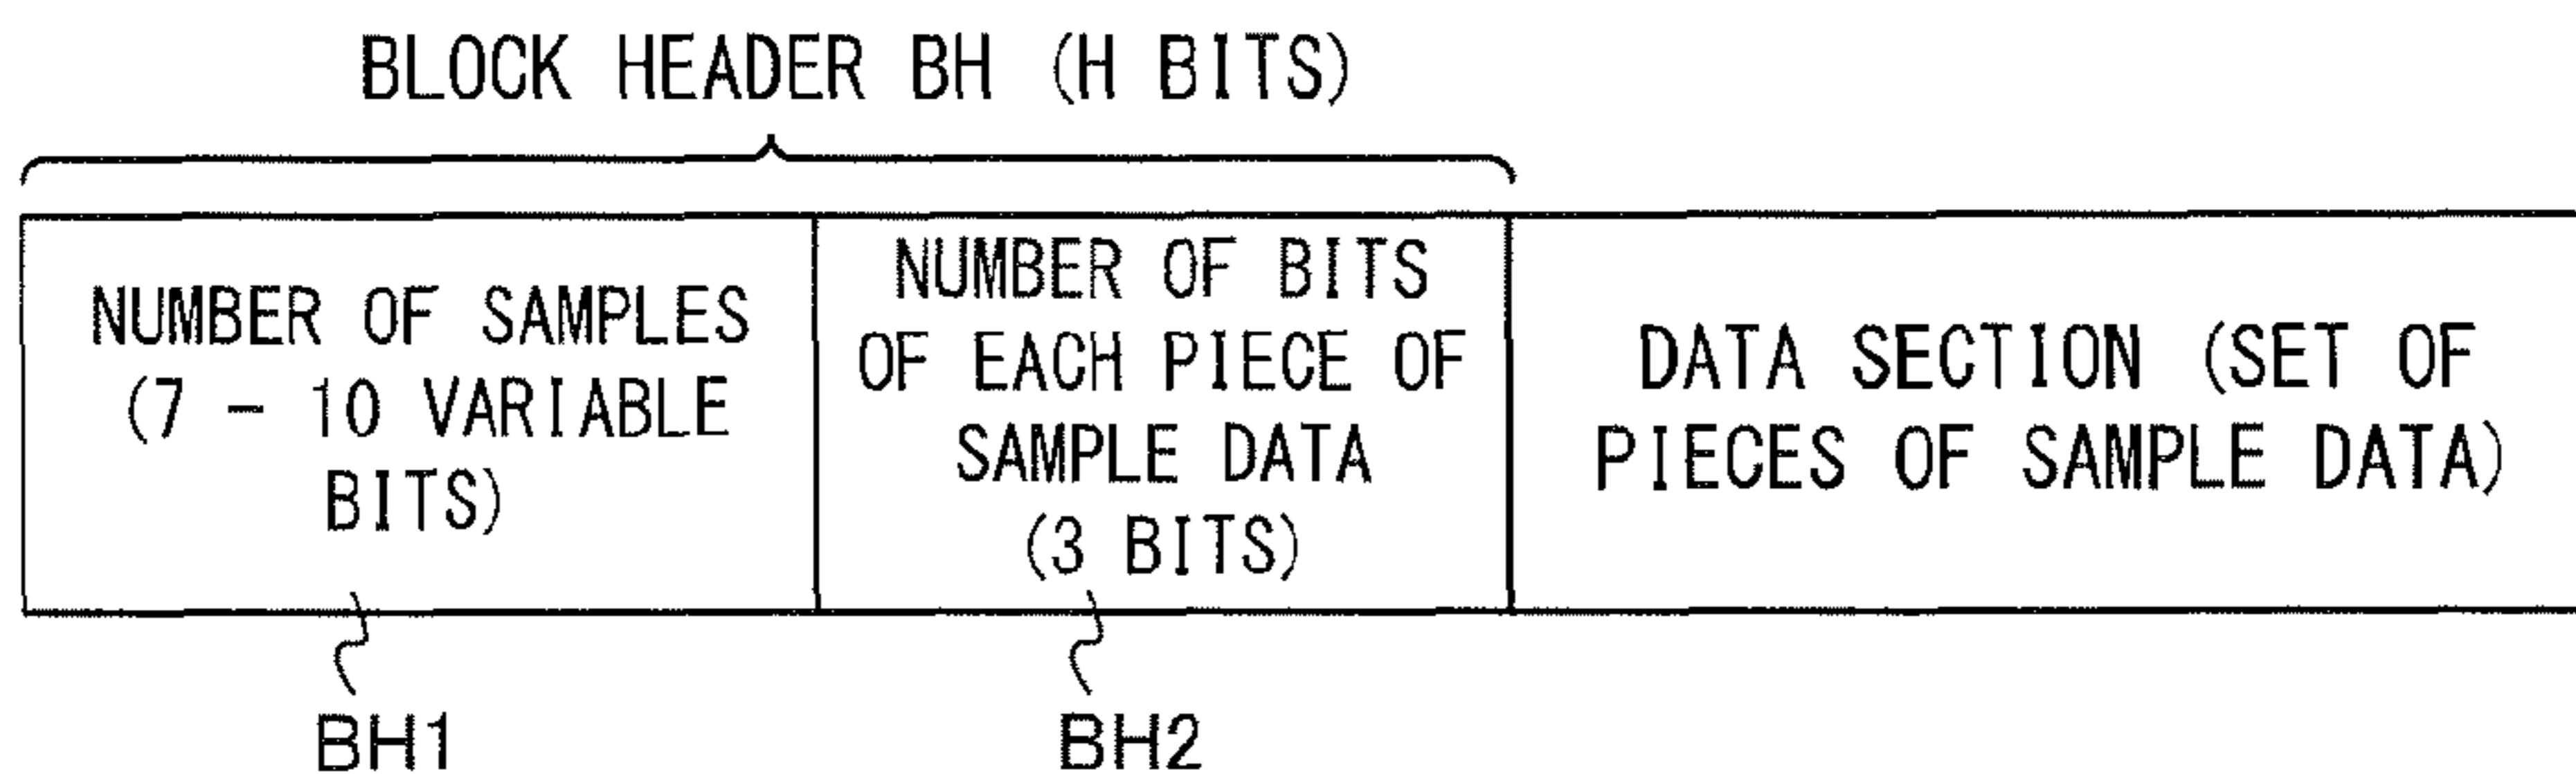 BLOCK HEADER BH (H BITS)
NUMBER OF SAMPLES
(7 - 10 VARIABLE
BITS)
NUMBER OF BITS
OF EACH PIECE OF
SAMPLE DATA
(3 BITS)
DATA SECTION (SET OF
PIECES OF SAMPLE DATA)
BH1
BH2